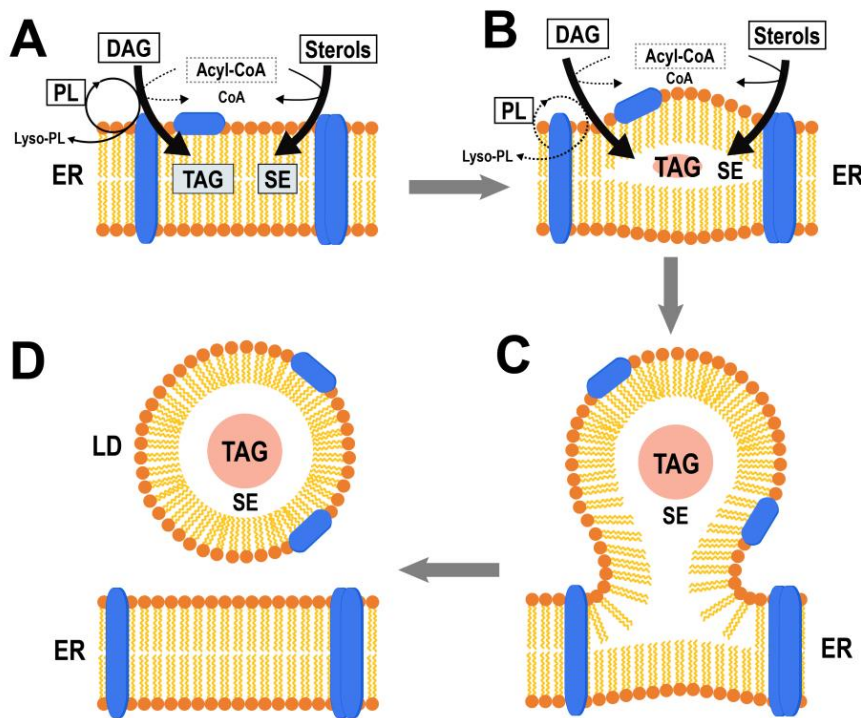 A
DAG
Sterols
Acyl-CoA
CoA
PL
Lyso-PL
ER
TAG
SE
B
DAG
Sterols
Acyl-CoA
CoA
PL
Lyso-PL
TAG
SE
ER
D
LD
TAG
SE
ER
C
TAG
SE
ER